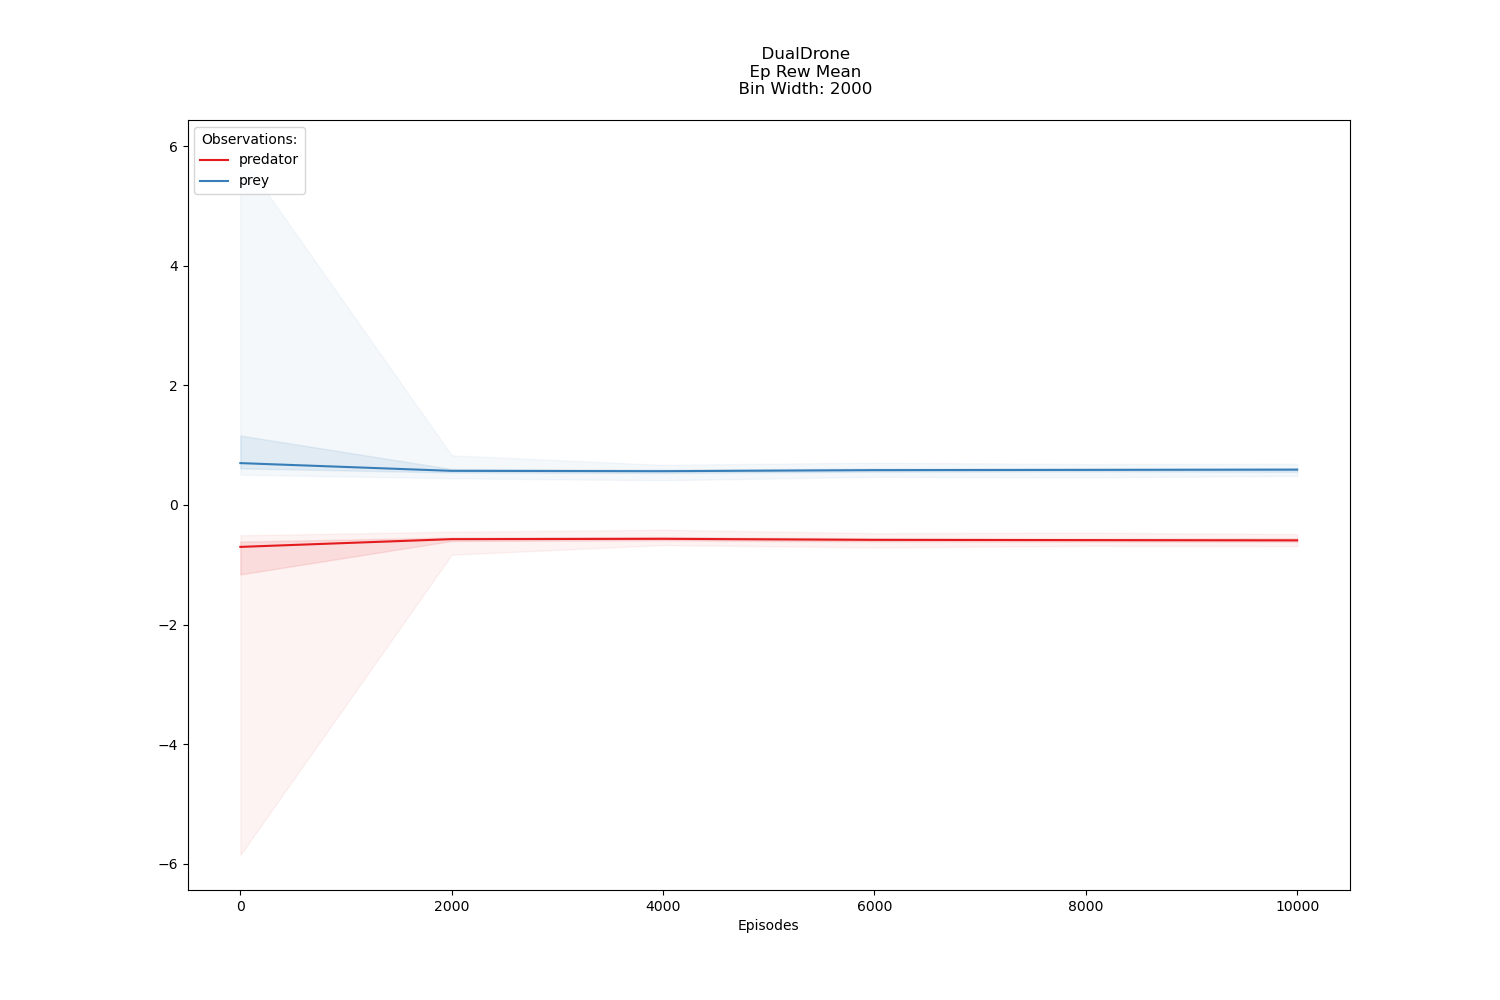 DualDrone
Ep Rew Mean
Bin Width: 2000
Observations:
predator
prey
6
4
2
0
−2
−4
−6
0
2000
4000
6000
8000
10000
Episodes